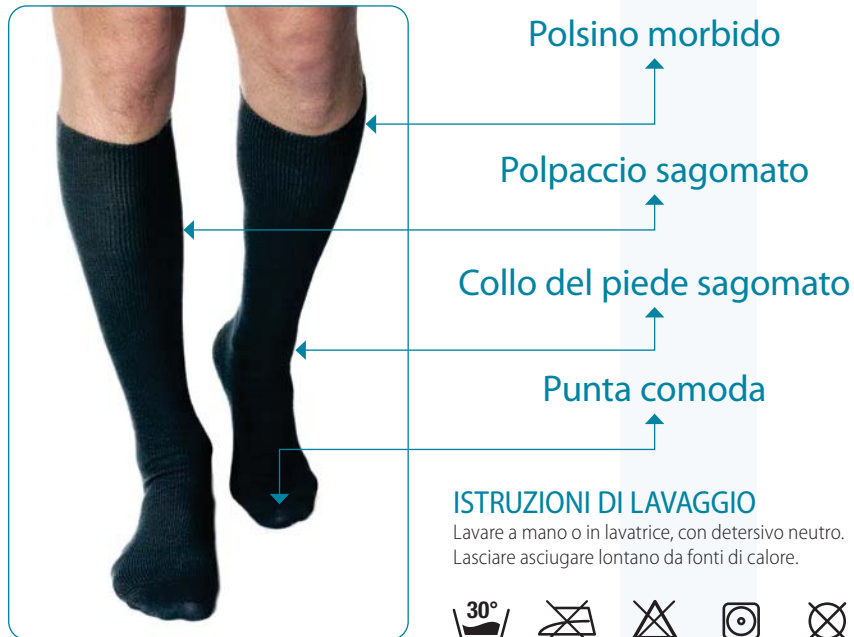 Polsino morbido
Polpaccio sagomato
Collo del piede sagomato
Punta comoda
ISTRUZIONI DI LAVAGGIO
Lavare a mano o in lavatrice, con detersivo neutro.
Lasciare asciugare lontano da fonti di calore.
30°